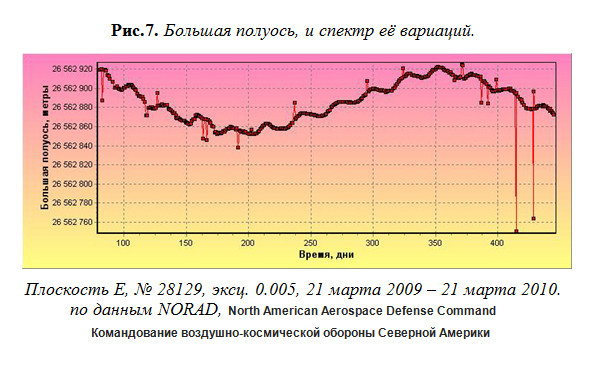 Рис.7. Большая полуось, и спектр её вариаций.
26 562 920
26 562 900
26 562 880
26 562 860
26 562 840
26 562 820
26 562 800
26 562 780
26 562 760
Большая полуось, метры
100 150 200 250 300 350 400
Время, дни
Плоскость Е, № 28129, эксц. 0.005, 21 марта 2009 – 21 марта 2010.
по данным NORAD, North American Aerospace Defense Command
Командование воздушно-космической обороны Северной Америки